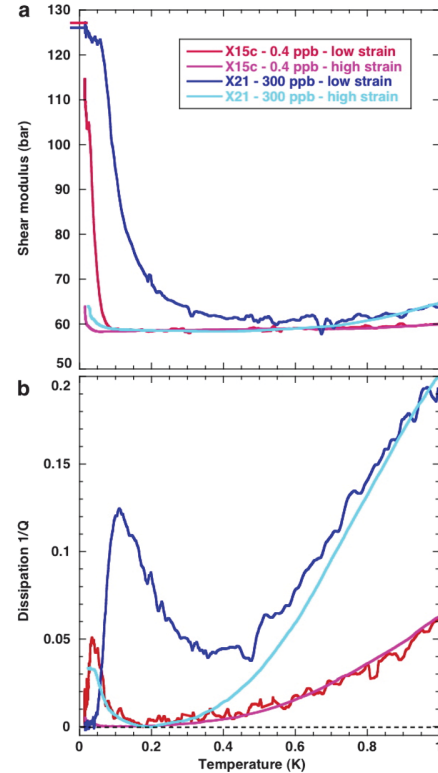 a
130
120
110
100
90
80
70
60
50
Shear modulus (bar)
X15c - 0.4 ppb - low strain
X15c - 0.4 ppb - high strain
X21 - 300 ppb - low strain
X21 - 300 ppb - high strain
b
0.2
0.15
0.1
0.05
0
Dissipation 1/Q
0
0.2
0.4
0.6
0.8
Temperature (K)